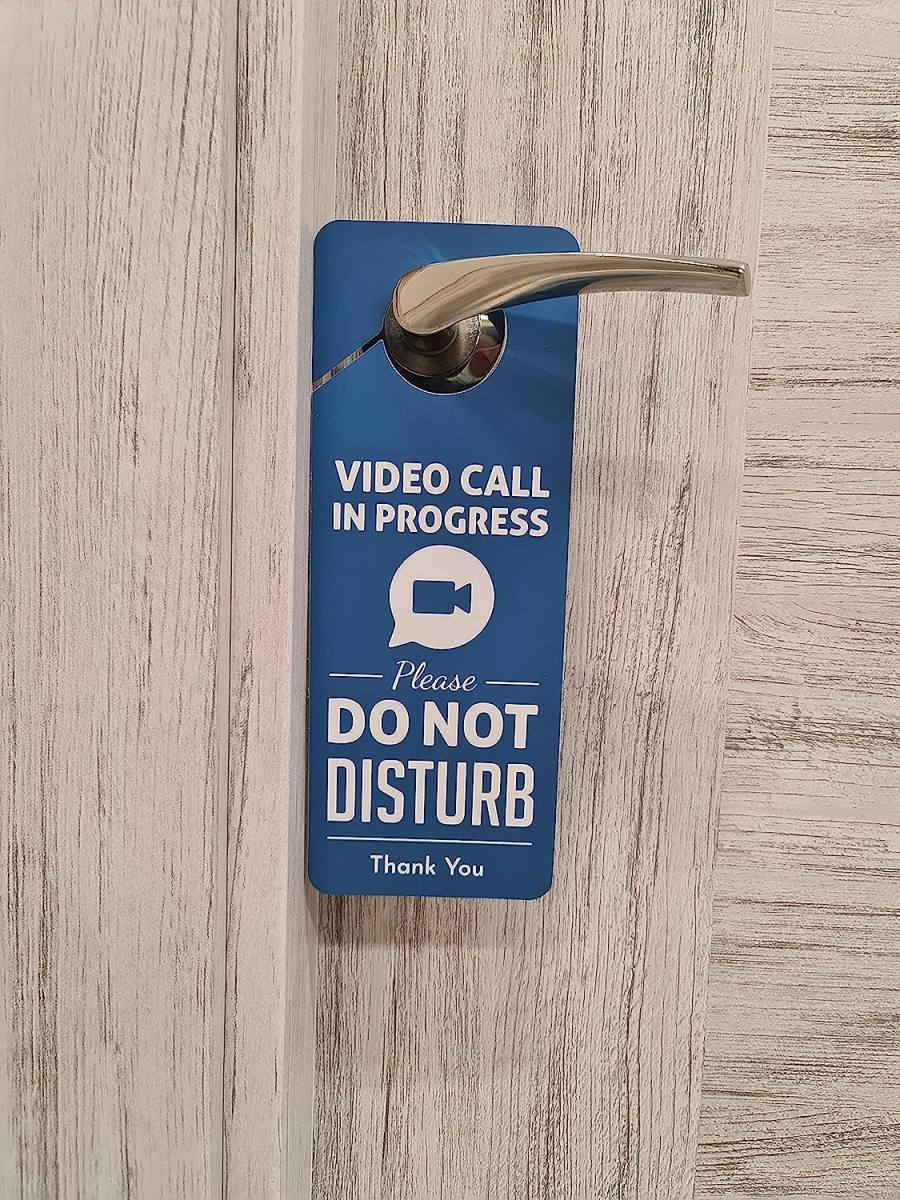 VIDEO CALL
IN PROGRESS
Please
DO NOT
DISTURB
Thank You